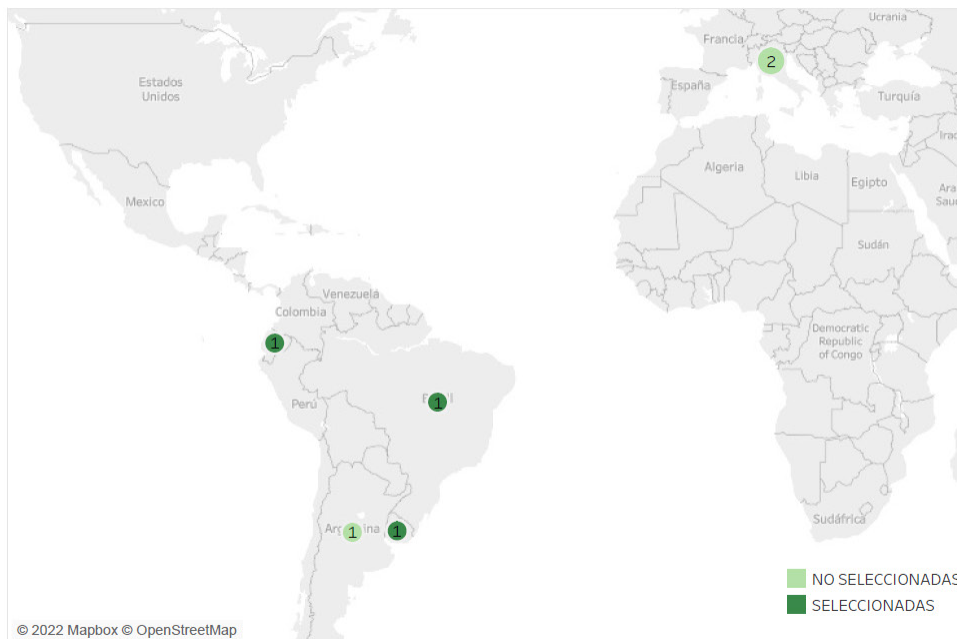 Ucrania
Francia
2
Estados
Unidos
España
Turquía
Argelia
Libia
Egipto
Mexico
Sudán
Venezuela
Colombia
1
Democratic
Republic
of Congo
Perú
1
1
1
Sudáfrica
NO SELECCIONADAS
SELECCIONADAS
© 2022 Mapbox © OpenStreetMap